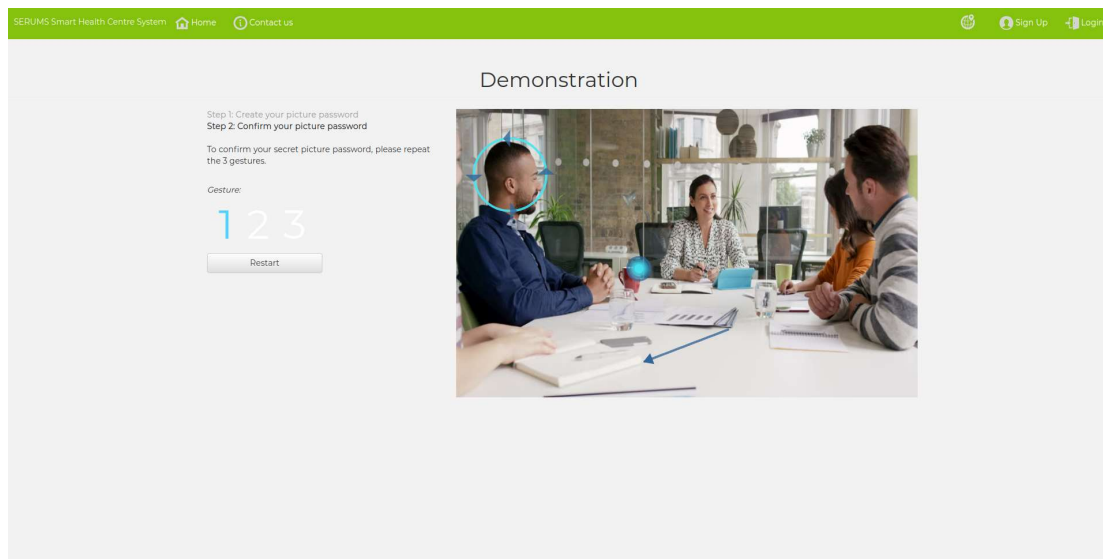 SERUMS Smart Health Centre System Home Contact us Sign Up Login
Demonstration
Step 1: Create your picture password
Step 2: Confirm your picture password
To confirm your secret picture password, please repeat
the 3 gestures.
Gesture:
1 2 3
Restart